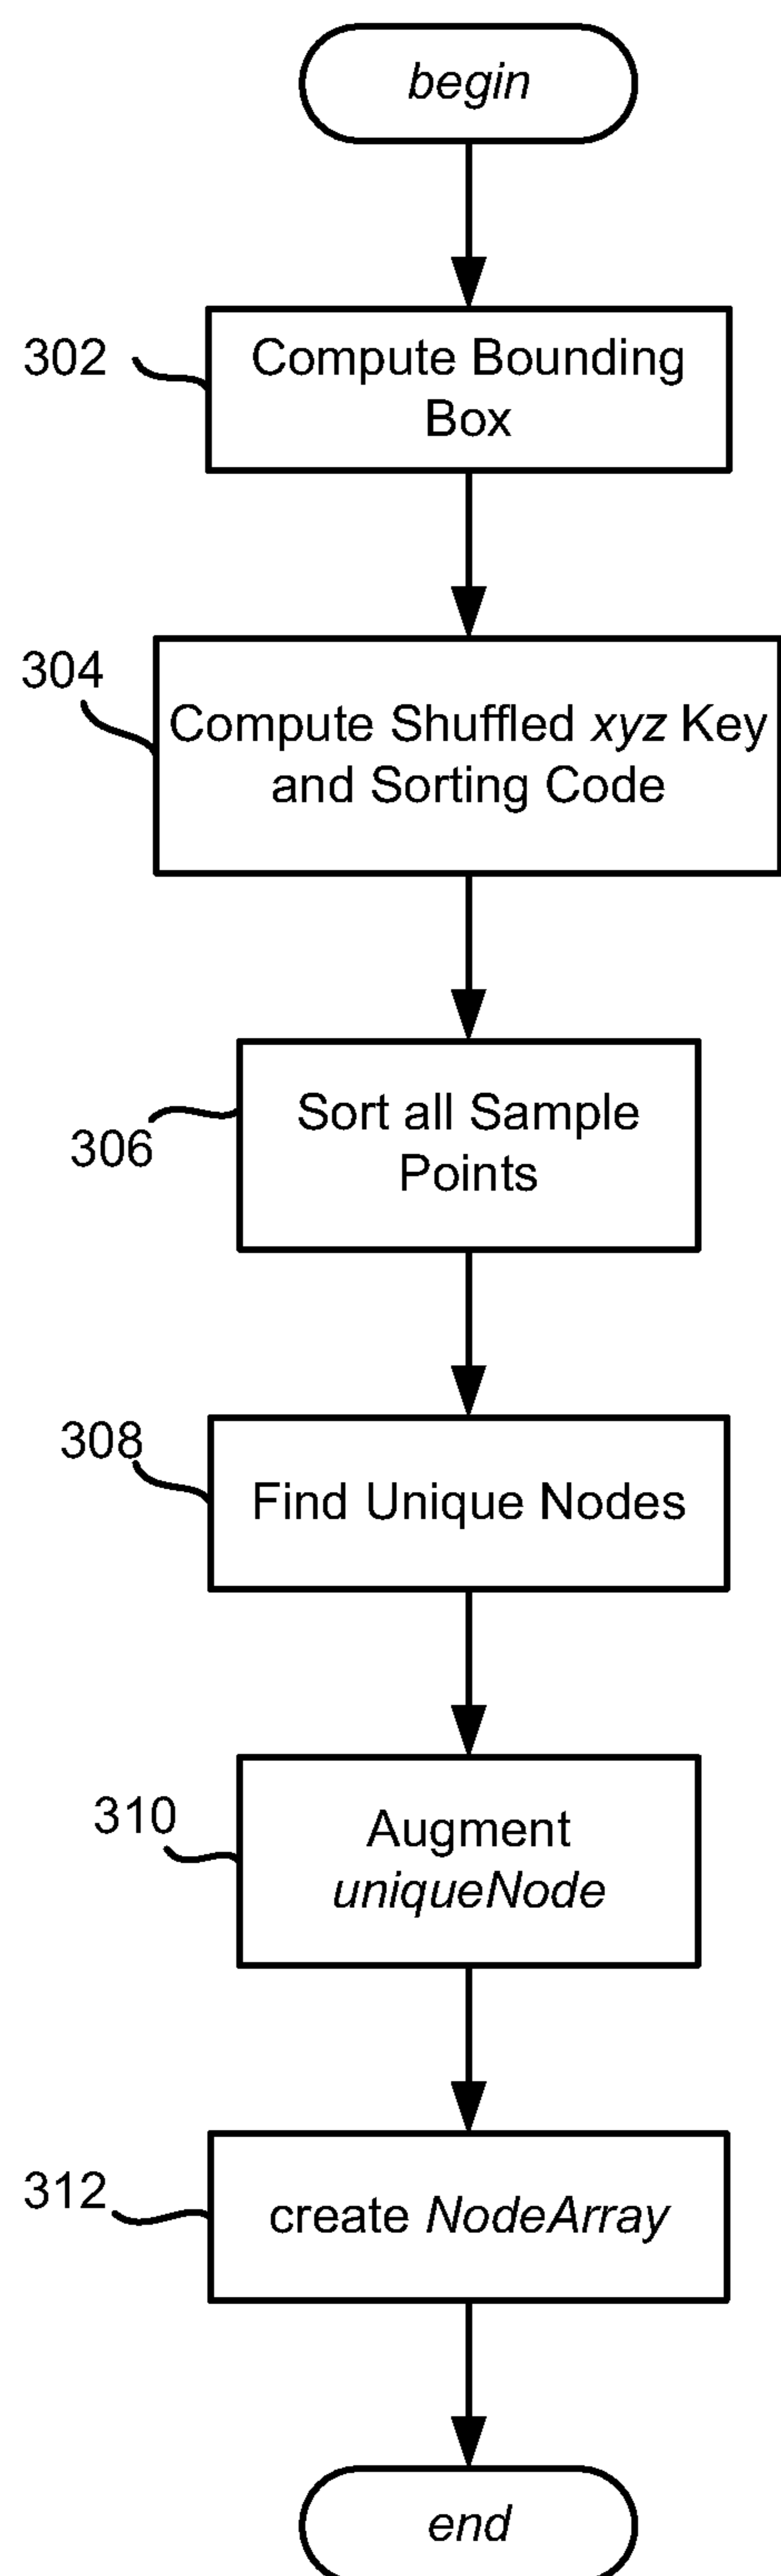 begin
302
Compute Bounding
Box
304
Compute Shuffled xyz Key
and Sorting Code
306
Sort all Sample
Points
308
Find Unique Nodes
310
Augment
uniqueNode
312
create NodeArray
end